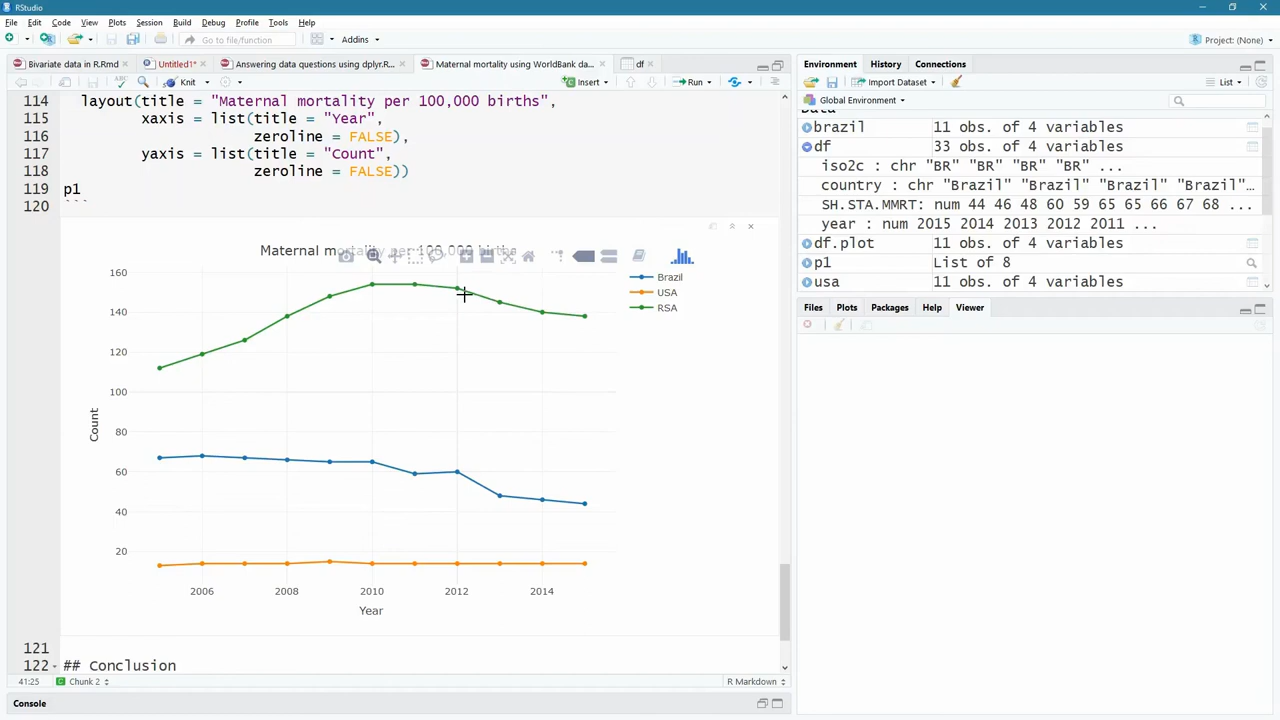 RStudio
File Edit Code View Plots Session Build Debug Profile Tools Help
Go to file/function
Addins
Project: (None)
Bivariate data in R.Rmd
Untitled1*
Answering data questions using dplyr.R...
Maternal mortality using WorldBank da...
df
Knit
Insert
Run
114 layout(title = "Maternal mortality per 100,000 births",
115 xaxis = list(title = "Year",
116 zeroline = FALSE),
117 yaxis = list(title = "Count",
118 zeroline = FALSE))
119 p1
120 ```
Maternal mortality per 100,000 births
160
140
120
100
80
60
40
20
Count
2006 2008 2010 2012 2014
Year
Brazil
USA
RSA
121
122 ## Conclusion
41:25 Chunk 2 R Markdown
Console
Environment History Connections
Import Dataset
List
Global Environment
Data
brazil 11 obs. of 4 variables
df 33 obs. of 4 variables
iso2c : chr "BR" "BR" "BR" "BR" ...
country : chr "Brazil" "Brazil" "Brazil" "Brazil"...
SH.STA.MMRT: num 44 46 48 60 59 65 65 66 67 68 ...
year : num 2015 2014 2013 2012 2011 ...
df.plot 11 obs. of 4 variables
p1 List of 8
usa 11 obs. of 4 variables
Files Plots Packages Help Viewer